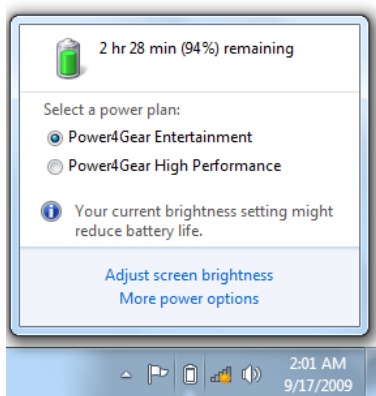 2 hr 28 min (94%) remaining
Select a power plan:
Power4Gear Entertainment
Power4Gear High Performance
Your current brightness setting might
reduce battery life.
Adjust screen brightness
More power options
2:01 AM
9/17/2009